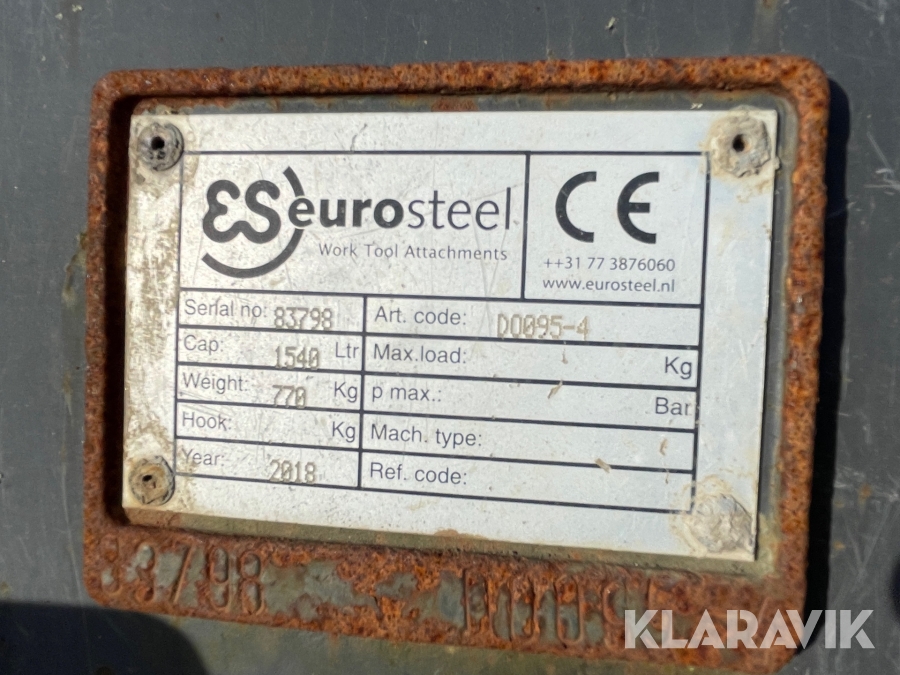 ES eurosteel
Work Tool Attachments
CE
++31 77 3876060
www.eurosteel.nl
Serial no: 83798 Art. code: D0095-4
Cap: 1540 Ltr Max.load: Kg
Weight: 770 Kg p max.: Bar
Hook: Kg Mach. type:
Year: 2018 Ref. code:
83798 D0095
KLARAVIK